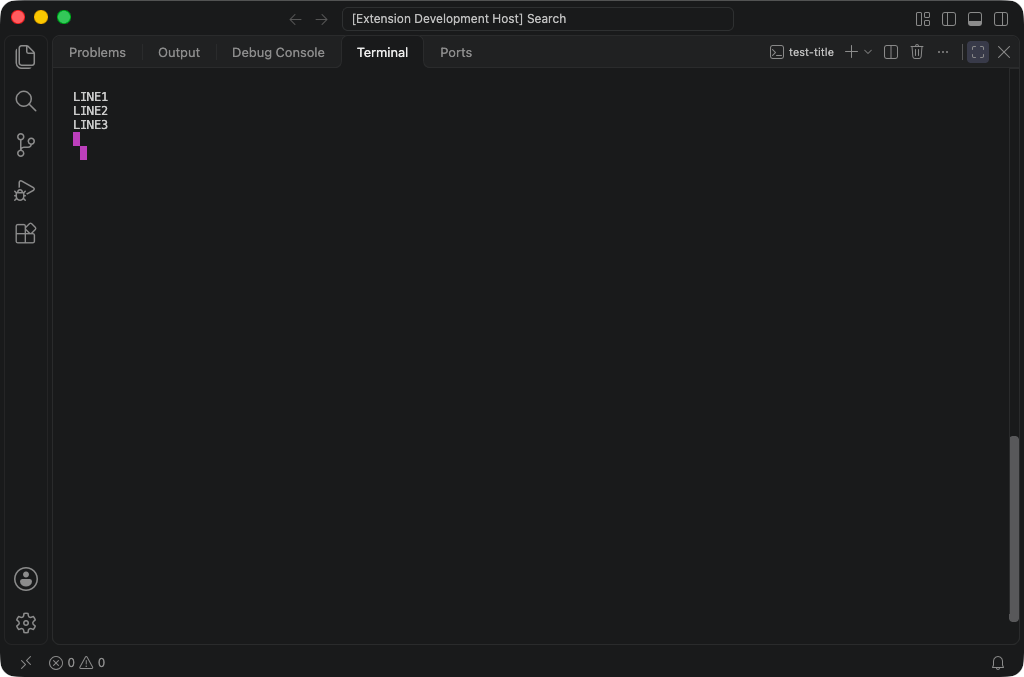 [Extension Development Host] Search
Problems Output Debug Console Terminal Ports test-title
LINE1
LINE2
LINE3
0 0